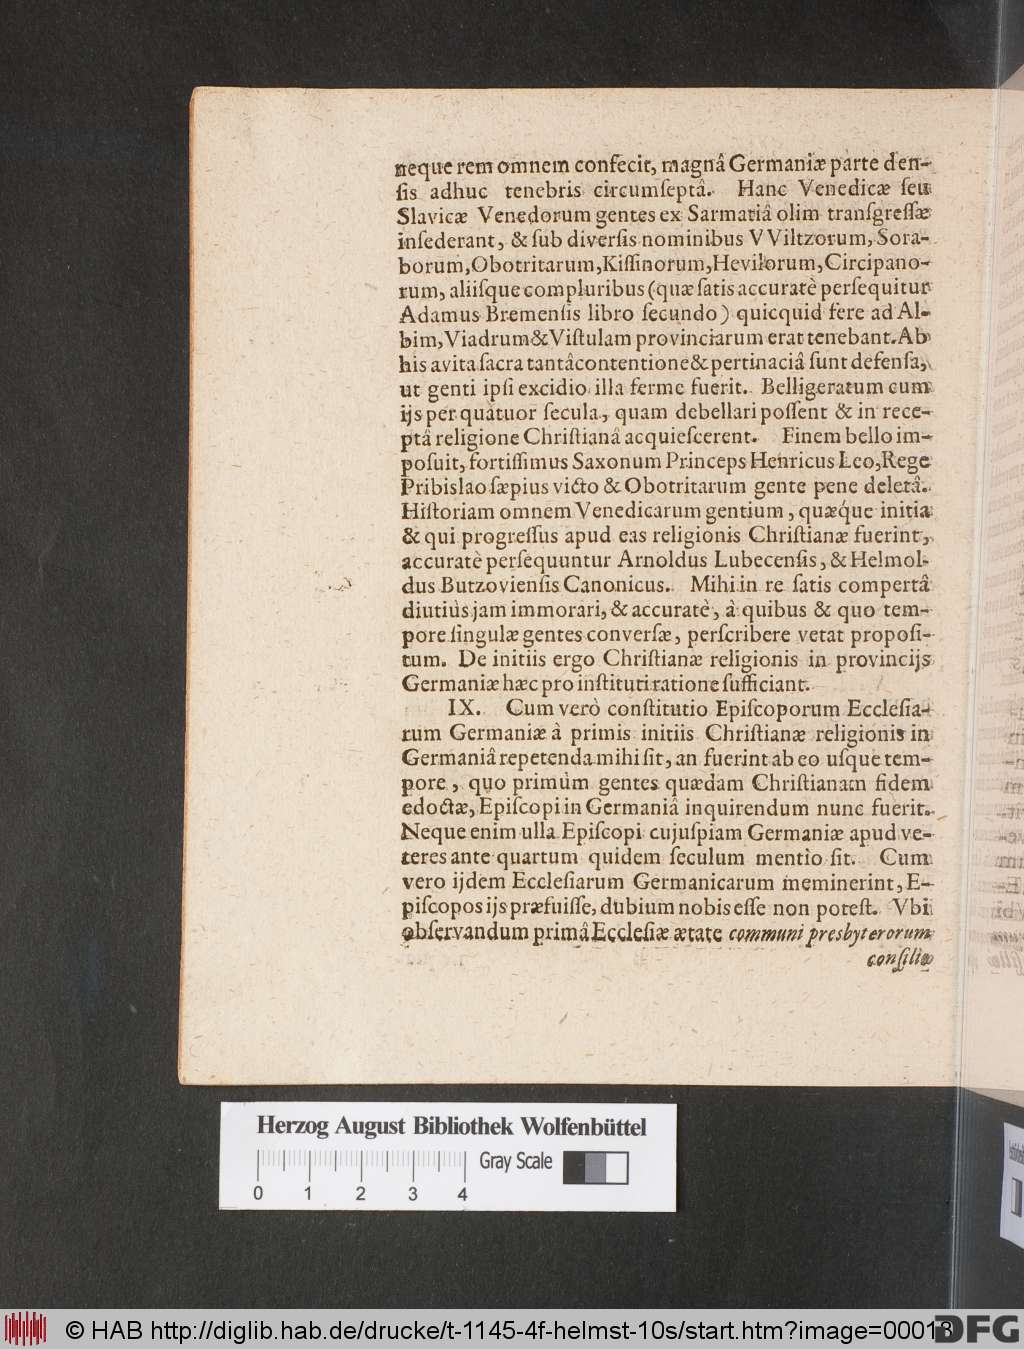 neque rem omnem confecit, magnâ Germaniæ parte den-
ſis adhuc tenebris circumſeptâ. Hanc Venedicæ ſeu
Slavicæ Venedorum gentes ex Sarmatiâ olim tranſgreſſæ
inſederant, & ſub diverſis nominibus VViltzorum, Sora-
borum, Obotritarum, Kiſſinorum, Hevilorum, Circipano-
rum, aliiſque compluribus (quæ ſatis accuratè perſequitur
Adamus Bremenſis libro ſecundo) quicquid fere ad Al-
bim, Viadrum & Viſtulam provinciarum erat tenebant. Ab
his avita ſacra tantâ contentione & pertinaciâ ſunt defenſa,
ut genti ipſi excidio illa ferme fuerit. Belligeratum cum
ijs per quatuor ſecula, quam debellari poſſent & in rece-
ptâ religione Chriſtianâ acquieſcerent. Finem bello im-
poſuit, fortiſſimus Saxonum Princeps Henricus Leo, Rege
Pribislao ſæpius victo & Obotritarum gente pene deletâ.
Hiſtoriam omnem Venedicarum gentium, quæq́ue initia
& qui progreſſus apud eas religionis Chriſtianæ fuerint,
accuratè perſequuntur Arnoldus Lubecenſis, & Helmol-
dus Butzovienſis Canonicus. Mihi in re ſatis compertâ
diutiùs jam immorari, & accuratè, à quibus & quo tem-
pore ſingulæ gentes converſæ, perſcribere vetat propoſi-
tum. De initiis ergo Chriſtianæ religionis in provincijs
Germaniæ hæc pro inſtituti ratione ſufficiant.
IX. Cum verò conſtitutio Epiſcoporum Eccleſia-
rum Germaniæ à primis initiis Chriſtianæ religionis in
Germaniâ repetenda mihi ſit, an fuerint ab eo uſque tem-
pore, quo primùm gentes quædam Chriſtianam fidem
edoctæ, Epiſcopi in Germaniâ inquirendum nunc fuerit.
Neque enim ulla Epiſcopi cujuſpiam Germaniæ apud ve-
teres ante quartum quidem ſeculum mentio ſit. Cum
vero ijdem Eccleſiarum Germanicarum meminerint, E-
piſcopos ijs præfuiſſe, dubium nobis eſſe non poteſt. Vbi
obſervandum primâ Eccleſiæ ætate communi presbyterorum
conſilio
Herzog August Bibliothek Wolfenbüttel
Gray Scale
0 1 2 3 4
© HAB http://diglib.hab.de/drucke/t-1145-4f-helmst-10s/start.htm?image=00018
DFG